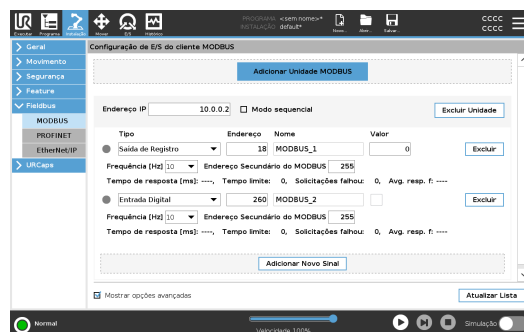 PROGRAMA <sem nome>*
INSTALAÇÃO default*
Executar Programa Instalação Mover E/S Histórico Novo... Abrir... Salvar...
CCCC
CCCC
Geral
Movimento
Segurança
Feature
Fieldbus
MODBUS
PROFINET
EtherNet/IP
URCaps
Configuração de E/S do cliente MODBUS
Adicionar Unidade MODBUS
Endereço IP 10.0.0.2 Modo sequencial Excluir Unidade
Tipo Endereço Nome Valor
Saída de Registro 18 MODBUS_1 0 Excluir
Frequência [Hz] 10 Endereço Secundário do MODBUS 255
Tempo de resposta [ms]: ----, Tempo limite: 0, Solicitações falhou: 0, Avg. resp. f: ----
Entrada Digital 260 MODBUS_2 Excluir
Frequência [Hz] 10 Endereço Secundário do MODBUS 255
Tempo de resposta [ms]: ----, Tempo limite: 0, Solicitações falhou: 0, Avg. resp. f: ----
Adicionar Novo Sinal
Mostrar opções avançadas Atualizar Lista
Normal Velocidade 100% Simulação